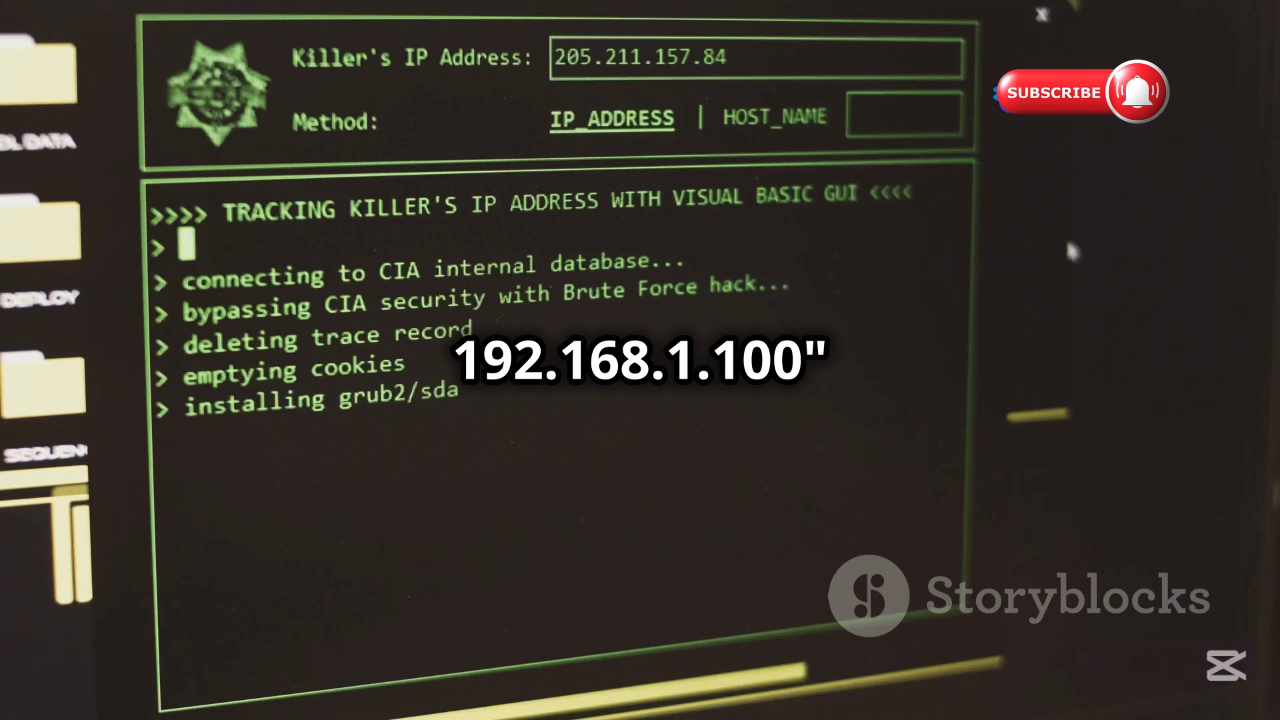 x
Killer's IP Address: 205.211.157.84
SUBSCRIBE
Method: IP_ADDRESS | HOST_NAME
DL DATA
>>>> TRACKING KILLER'S IP ADDRESS WITH VISUAL BASIC GUI <<<<
>
> connecting to CIA internal database...
> bypassing CIA security with Brute Force hack...
DEPLOY
> deleting trace record
192.168.1.100"
> emptying cookies
> installing grub2/sda
Storyblocks